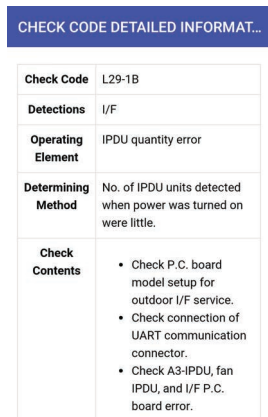 CHECK CODE DETAILED INFORMAT...
Check Code L29-1B
Detections I/F
Operating Element IPDU quantity error
Determining Method No. of IPDU units detected
when power was turned on
were little.
Check Contents
• Check P.C. board
model setup for
outdoor I/F service.
• Check connection of
UART communication
connector.
• Check A3-IPDU, fan
IPDU, and I/F P.C.
board error.